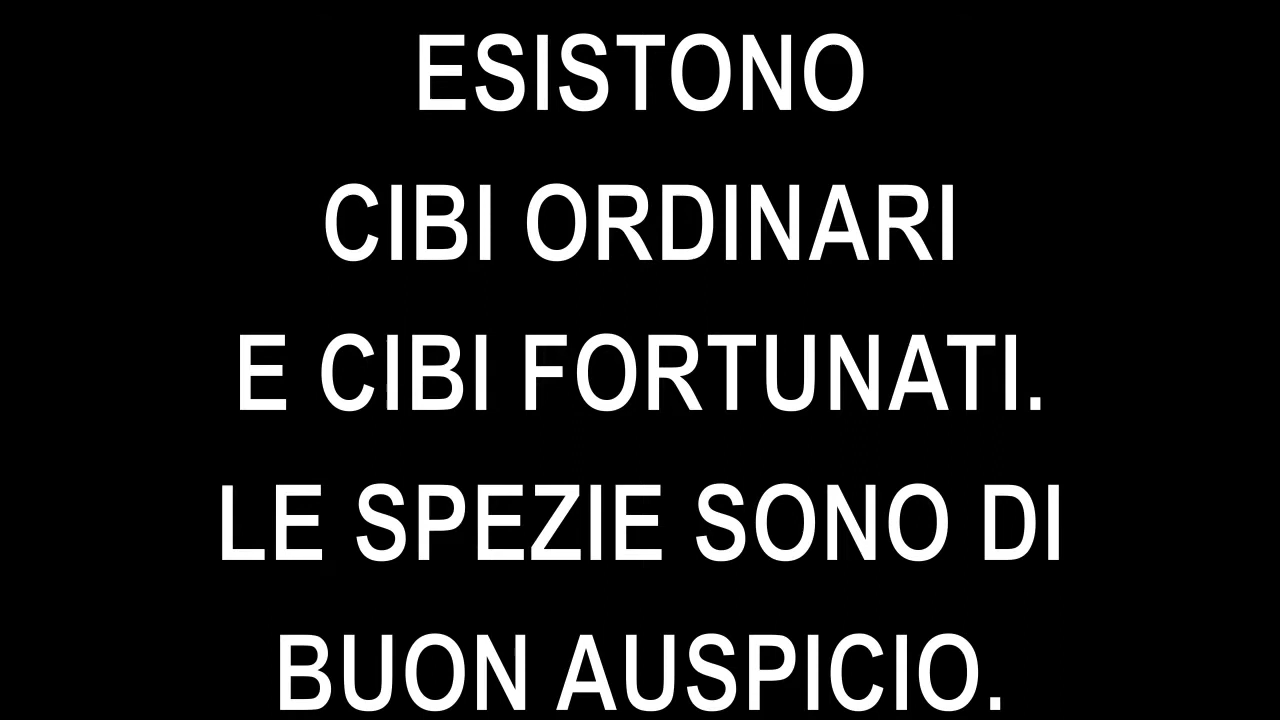 ESISTONO
CIBI ORDINARI
E CIBI FORTUNATI.
LE SPEZIE SONO DI
BUON AUSPICIO.